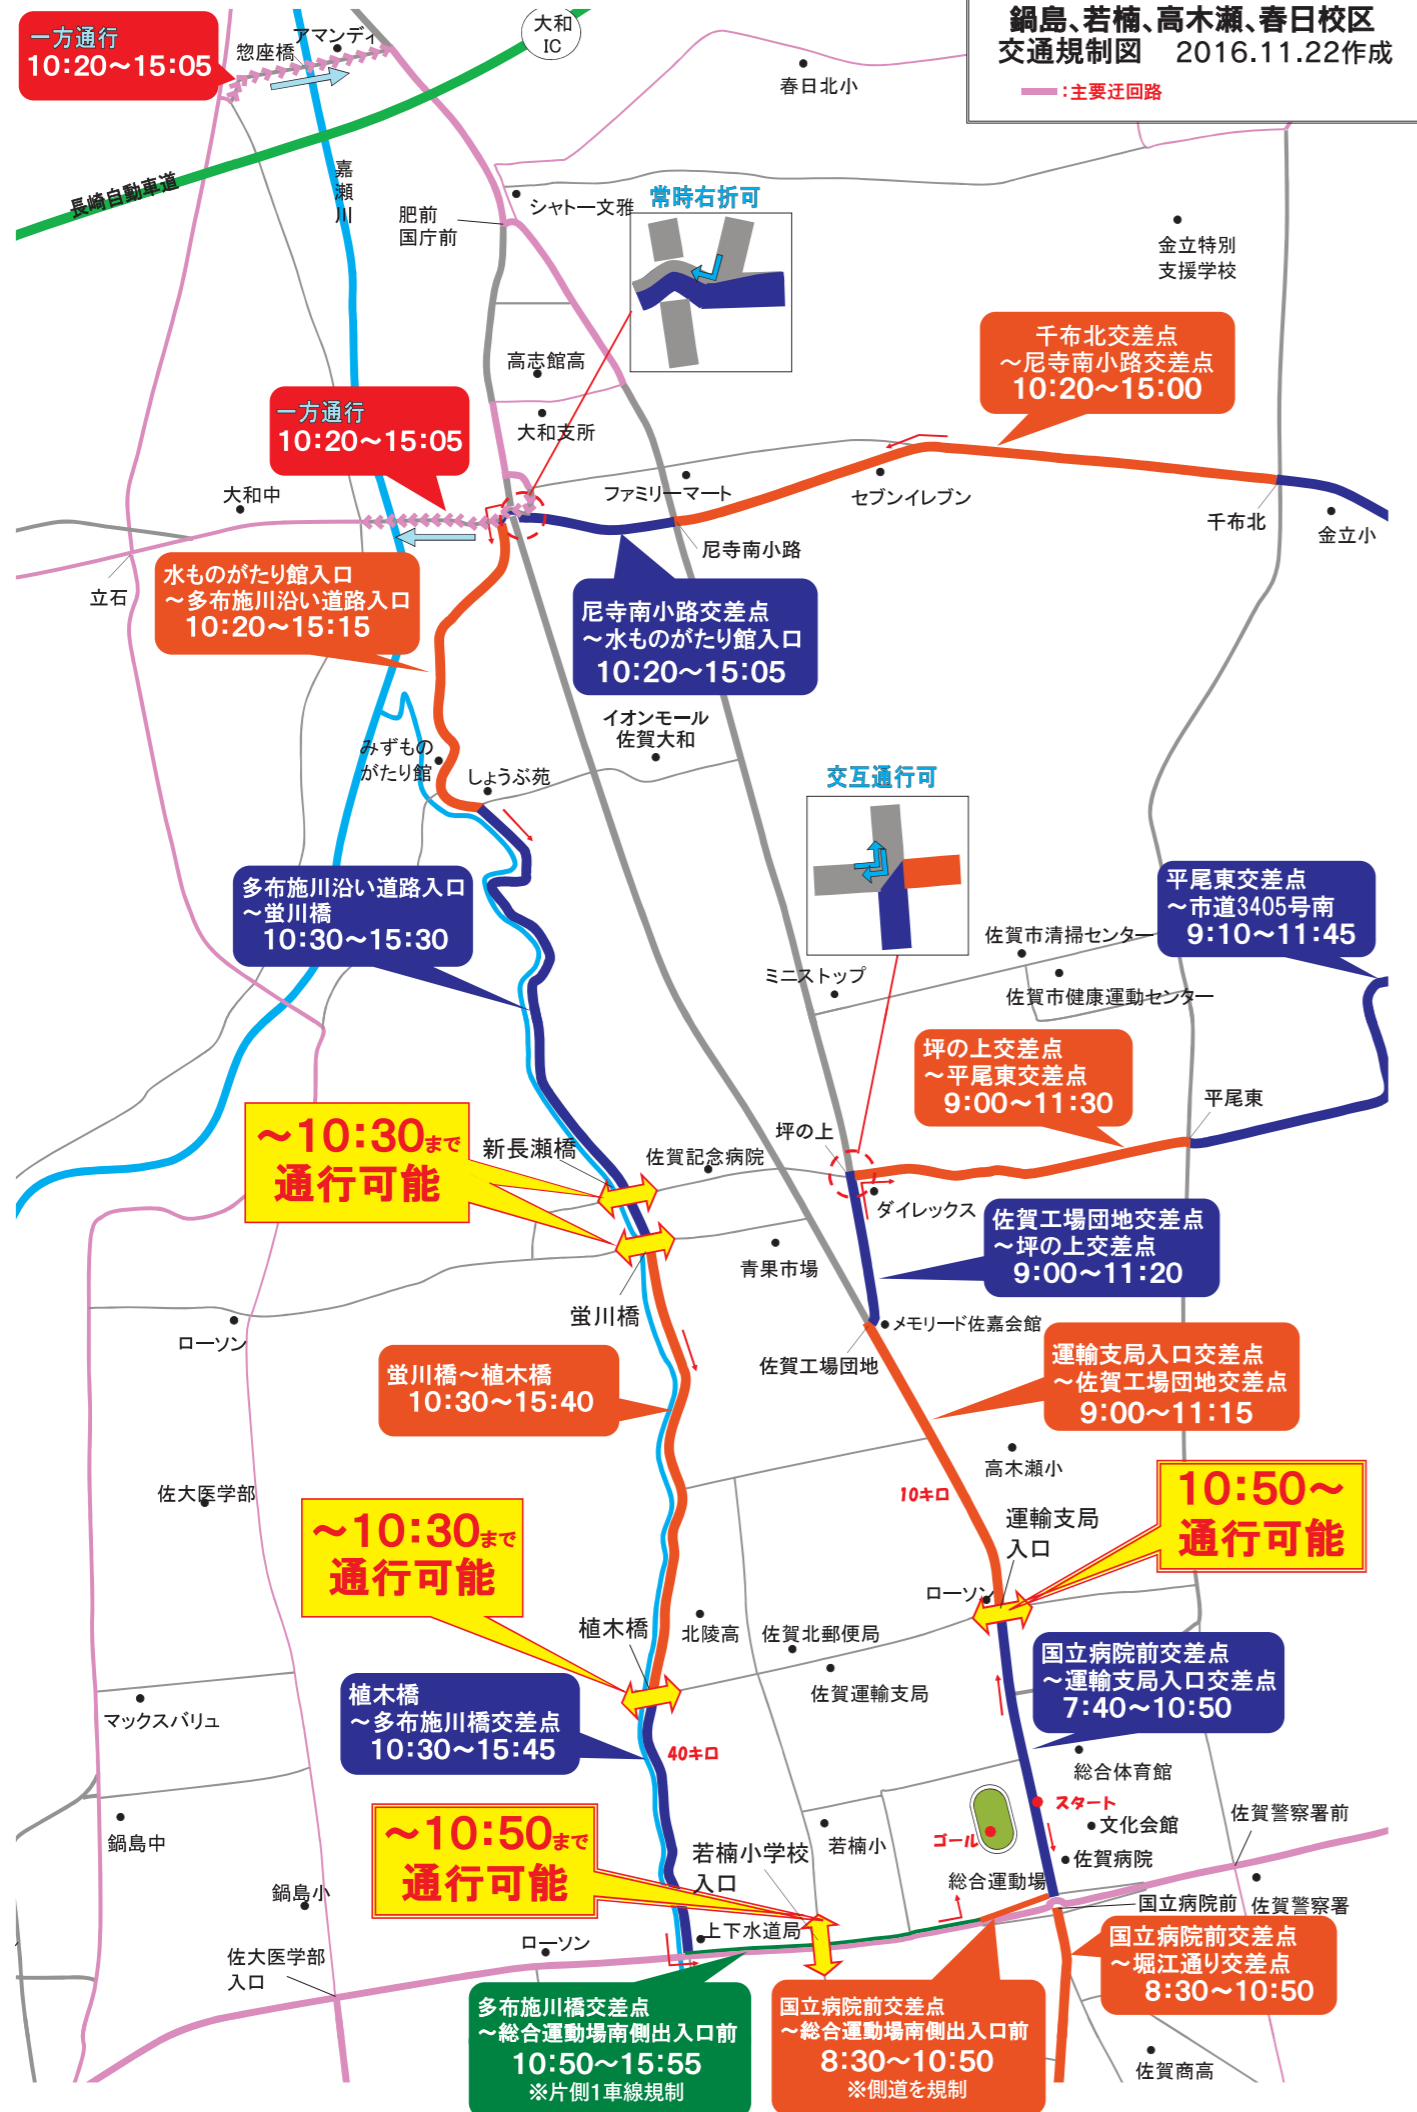 鍋島、若楠、高木瀬、春日校区
交通規制図 2016.11.22作成
:主要迂回路
一方通行
10:20～15:05
惣座橋
アマンディ
大和
IC
春日北小
長崎自動車道
嘉瀬川
肥前
国庁前
シャトー文雅
常時右折可
金立特別
支援学校
高志館高
千布北交差点
～尼寺南小路交差点
10:20～15:00
一方通行
10:20～15:05
大和支所
大和中
ファミリーマート
セブンイレブン
千布北
金立小
尼寺南小路
立石
水ものがたり館入口
～多布施川沿い道路入口
10:20～15:15
尼寺南小路交差点
～水ものがたり館入口
10:20～15:05
イオンモール
佐賀大和
みずもの
がたり館
しょうぶ苑
交互通行可
多布施川沿い道路入口
～蛍川橋
10:30～15:30
平尾東交差点
～市道3405号南
9:10～11:45
佐賀市清掃センター
ミニストップ
佐賀市健康運動センター
坪の上交差点
～平尾東交差点
9:00～11:30
平尾東
～10:30まで
通行可能
新長瀬橋
坪の上
佐賀記念病院
ダイレックス
佐賀工場団地交差点
～坪の上交差点
9:00～11:20
青果市場
蛍川橋
ローソン
メモリード佐嘉会館
佐賀工場団地
蛍川橋～植木橋
10:30～15:40
運輸支局入口交差点
～佐賀工場団地交差点
9:00～11:15
高木瀬小
佐大医学部
10キロ
10:50～
通行可能
運輸支局
入口
～10:30まで
通行可能
ローソン
植木橋
北陵高
佐賀北郵便局
佐賀運輸支局
国立病院前交差点
～運輸支局入口交差点
7:40～10:50
マックスバリュ
植木橋
～多布施川橋交差点
10:30～15:45
40キロ
総合体育館
スタート
文化会館
佐賀警察署前
～10:50まで
通行可能
鍋島中
若楠小学校
入口
若楠小
ゴール
佐賀病院
総合運動場
鍋島小
国立病院前
佐賀警察署
上下水道局
ローソン
佐大医学部
入口
国立病院前交差点
～堀江通り交差点
8:30～10:50
多布施川橋交差点
～総合運動場南側出入口前
10:50～15:55
※片側1車線規制
国立病院前交差点
～総合運動場南側出入口前
8:30～10:50
※側道を規制
佐賀商高